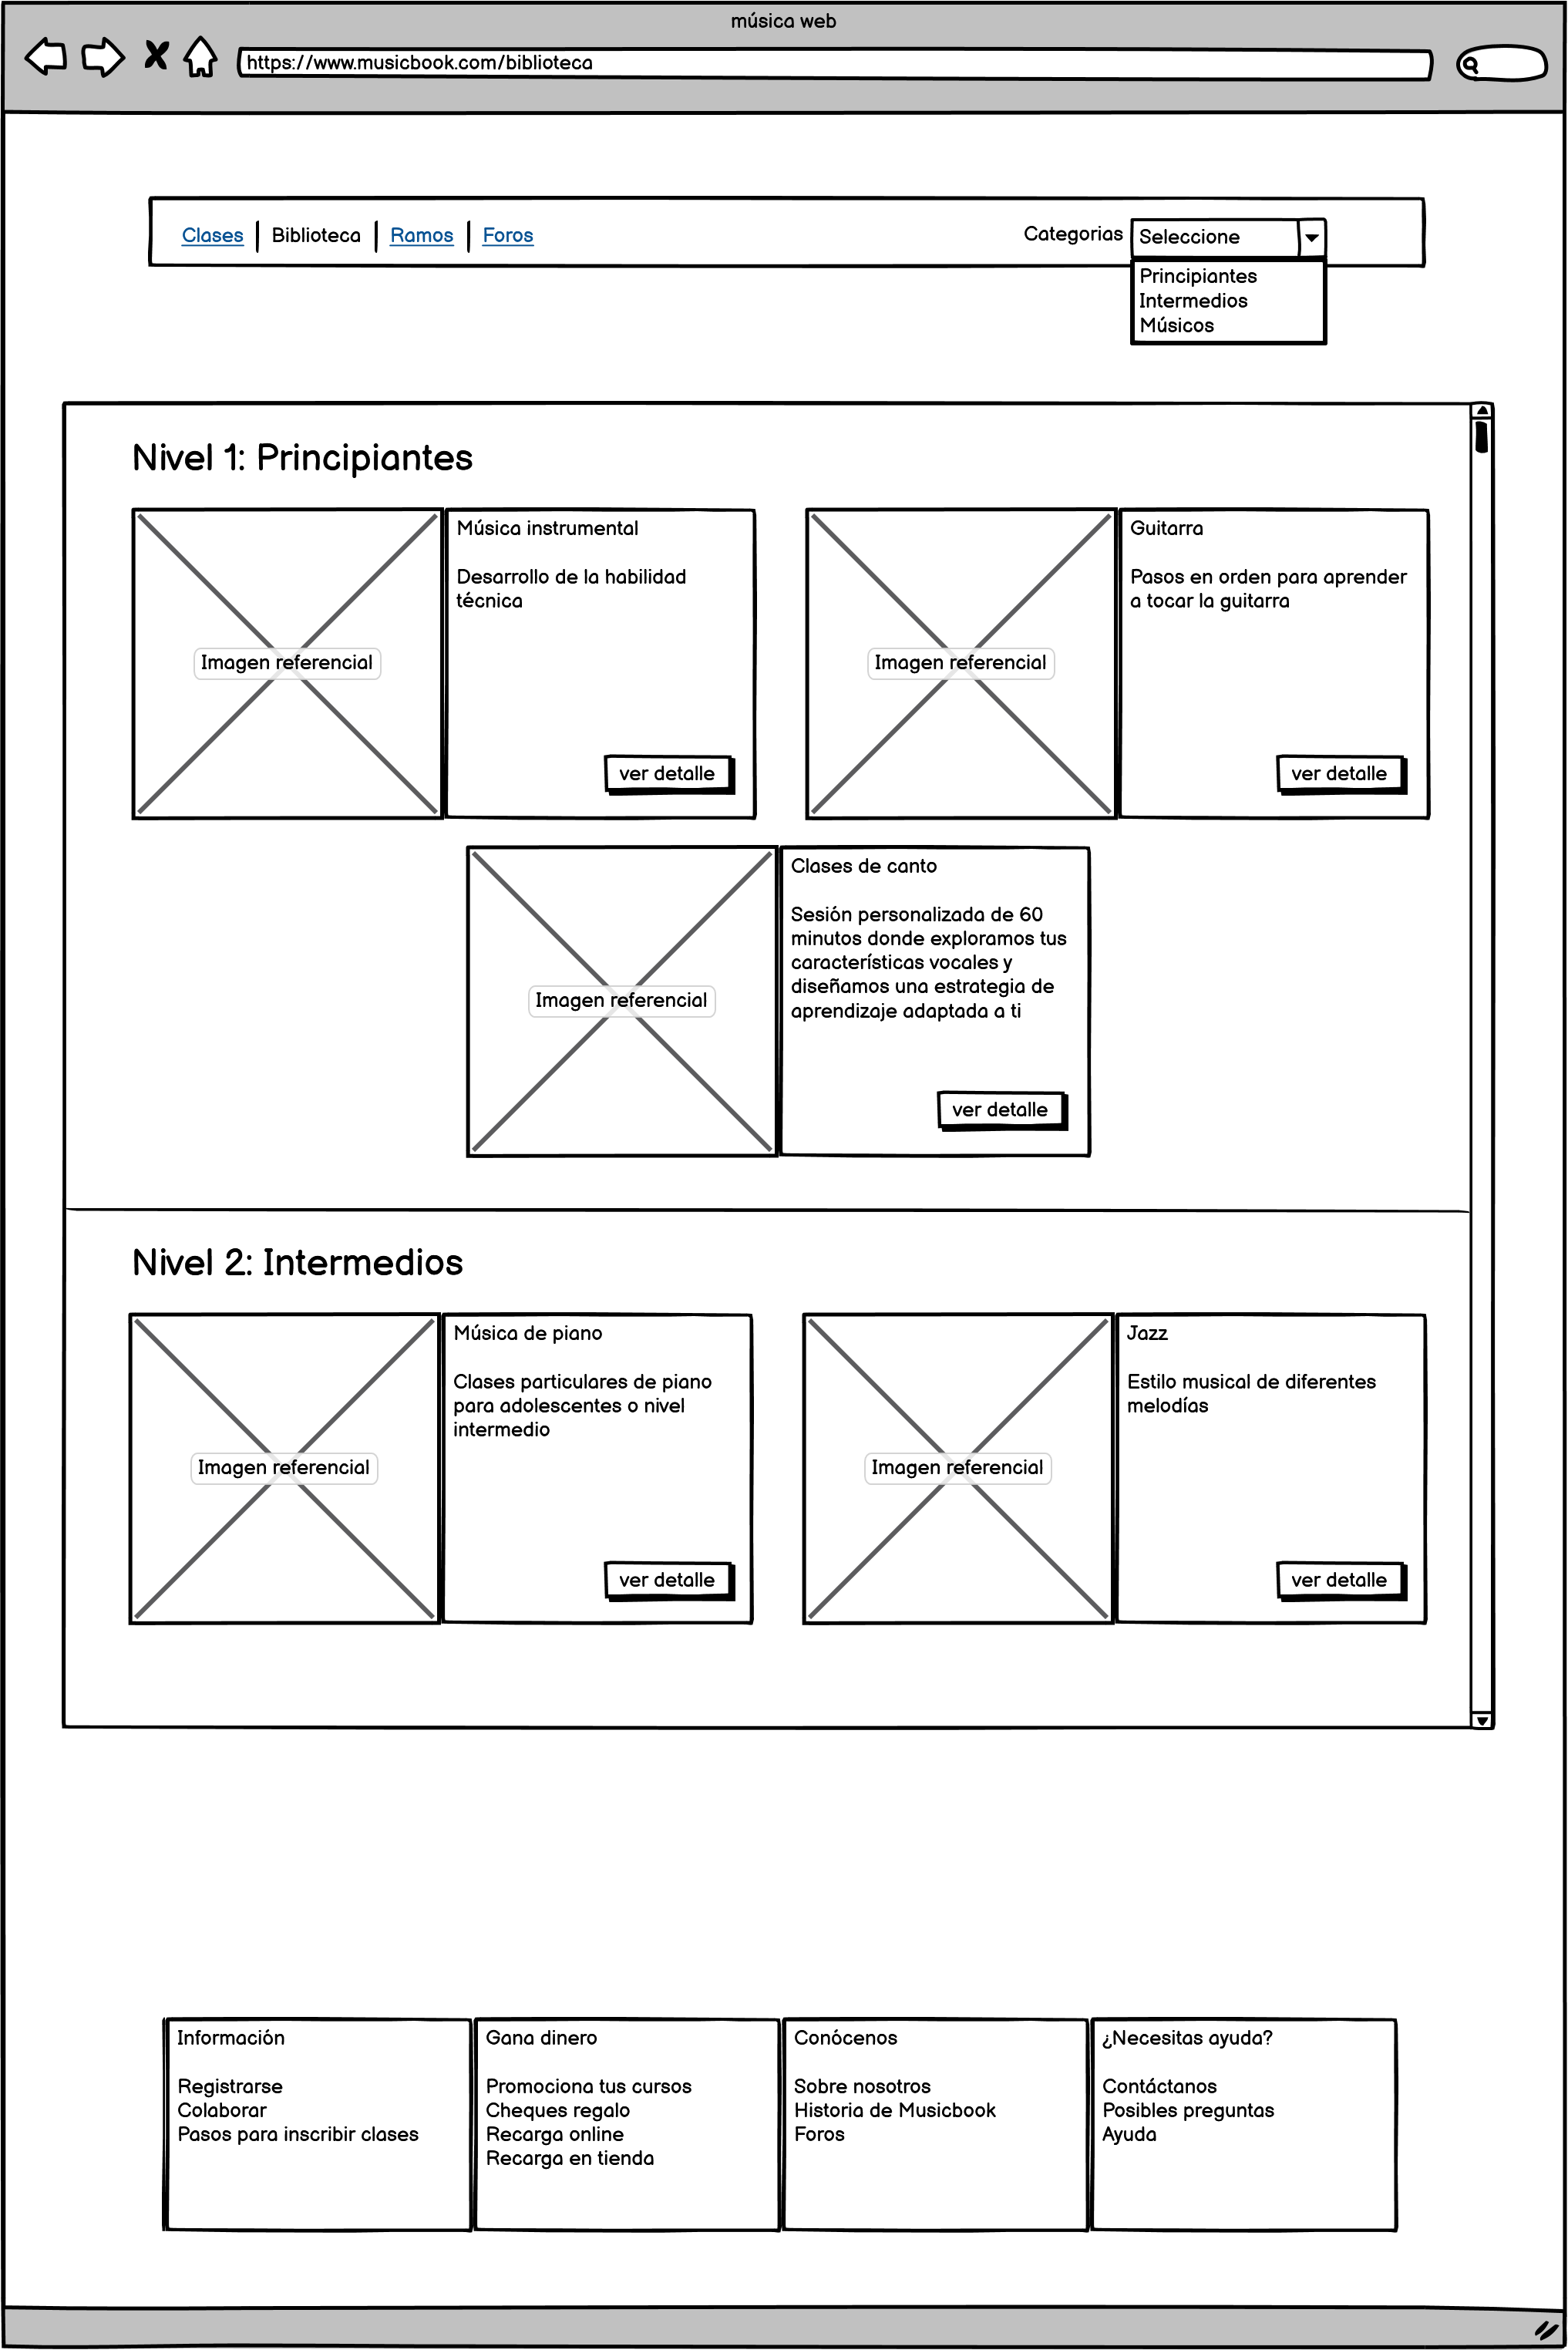 música web
https://www.musicbook.com/biblioteca
Clases Biblioteca Ramos Foros
Categorias Seleccione
Principiantes
Intermedios
Músicos
Nivel 1: Principiantes
Imagen referencial
Música instrumental
Desarrollo de la habilidad
técnica
ver detalle
Imagen referencial
Guitarra
Pasos en orden para aprender
a tocar la guitarra
ver detalle
Imagen referencial
Clases de canto
Sesión personalizada de 60
minutos donde exploramos tus
características vocales y
diseñamos una estrategia de
aprendizaje adaptada a ti
ver detalle
Nivel 2: Intermedios
Imagen referencial
Música de piano
Clases particulares de piano
para adolescentes o nivel
intermedio
ver detalle
Imagen referencial
Jazz
Estilo musical de diferentes
melodías
ver detalle
Información
Registrarse
Colaborar
Pasos para inscribir clases
Gana dinero
Promociona tus cursos
Cheques regalo
Recarga online
Recarga en tienda
Conócenos
Sobre nosotros
Historia de Musicbook
Foros
¿Necesitas ayuda?
Contáctanos
Posibles preguntas
Ayuda